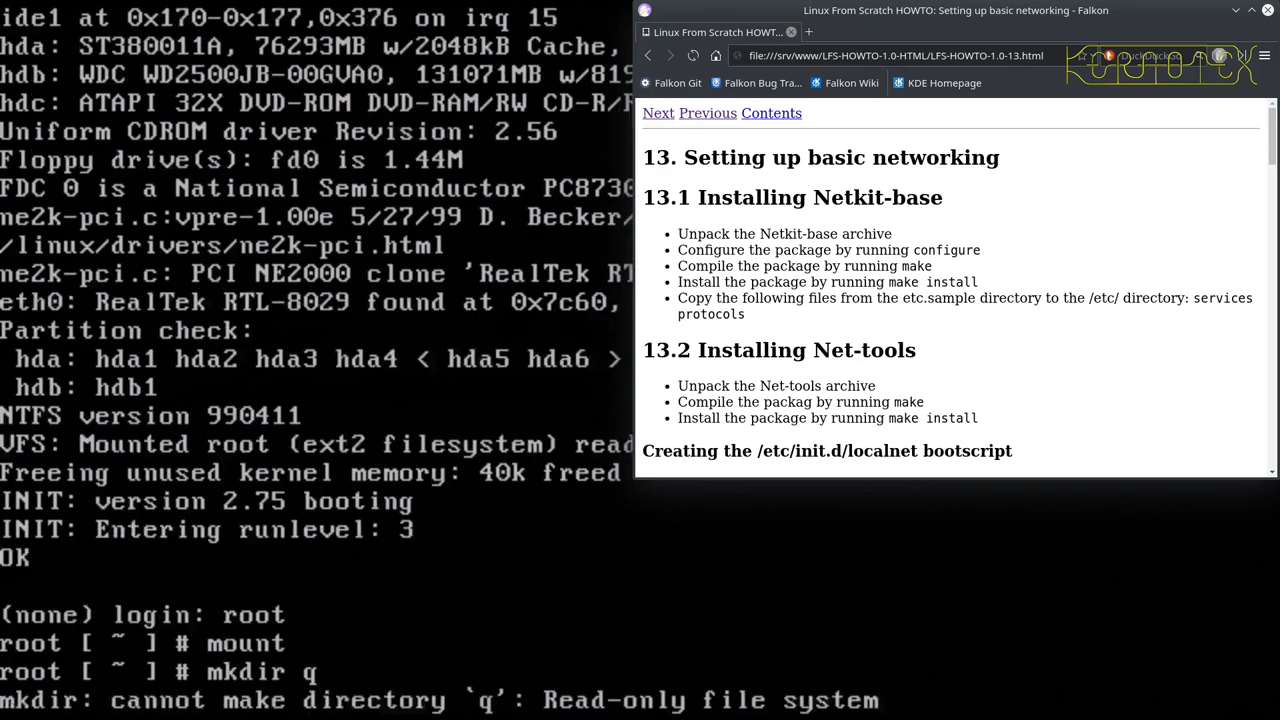 ide1 at 0x170-0x177,0x376 on irq 15
hda: ST380011A, 76293MB w/2048kB Cache,
hdb: WDC WD2500JB-00GVA0, 131071MB w/819
hdc: ATAPI 32X DVD-ROM DVD-RAM/RW CD-R/R
Uniform CDROM driver Revision: 2.56
Floppy drive(s): fd0 is 1.44M
FDC 0 is a National Semiconductor PC8730
ne2k-pci.c:vpre-1.00e 5/27/99 D. Becker/
/linux/drivers/ne2k-pci.html
ne2k-pci.c: PCI NE2000 clone 'RealTek RT
eth0: RealTek RTL-8029 found at 0x7c60,
Partition check:
hda: hda1 hda2 hda3 hda4 < hda5 hda6 >
hdb: hdb1
NTFS version 990411
VFS: Mounted root (ext2 filesystem) read
Freeing unused kernel memory: 40k freed
INIT: version 2.75 booting
INIT: Entering runlevel: 3
OK
(none) login: root
root [ ~ ] # mount
root [ ~ ] # mkdir q
mkdir: cannot make directory `q': Read-only file system
Linux From Scratch HOWTO: Setting up basic networking - Falkon
Linux From Scratch HOWT...
file:///srv/www/LFS-HOWTO-1.0-HTML/LFS-HOWTO-1.0-13.html
Falkon Git Falkon Bug Tra... Falkon Wiki KDE Homepage
Next Previous Contents
13. Setting up basic networking
13.1 Installing Netkit-base
• Unpack the Netkit-base archive
• Configure the package by running configure
• Compile the package by running make
• Install the package by running make install
• Copy the following files from the etc.sample directory to the /etc/ directory: services
protocols
13.2 Installing Net-tools
• Unpack the Net-tools archive
• Compile the packag by running make
• Install the package by running make install
Creating the /etc/init.d/localnet bootscript